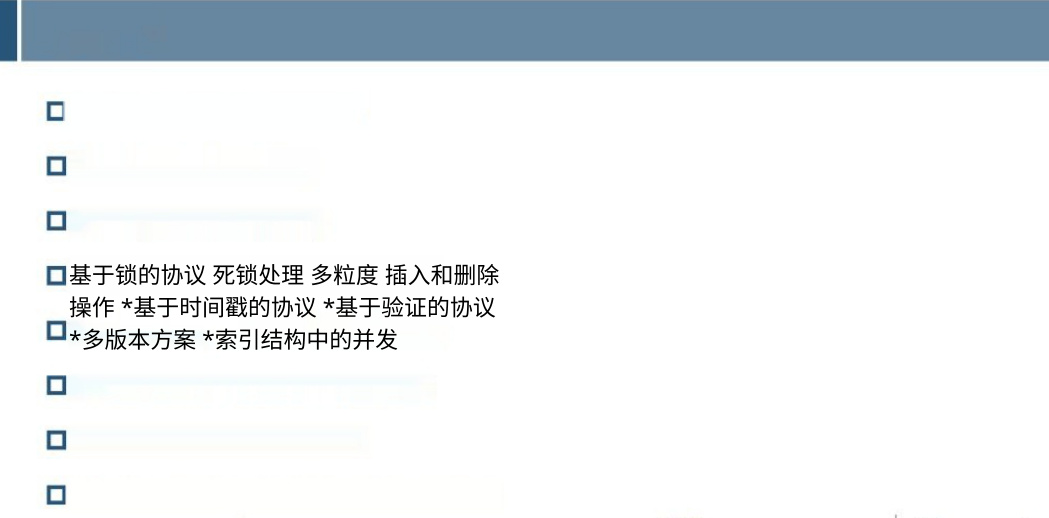 基于锁的协议 死锁处理 多粒度 插入和删除
操作 *基于时间戳的协议 *基于验证的协议
*多版本方案 *索引结构中的并发